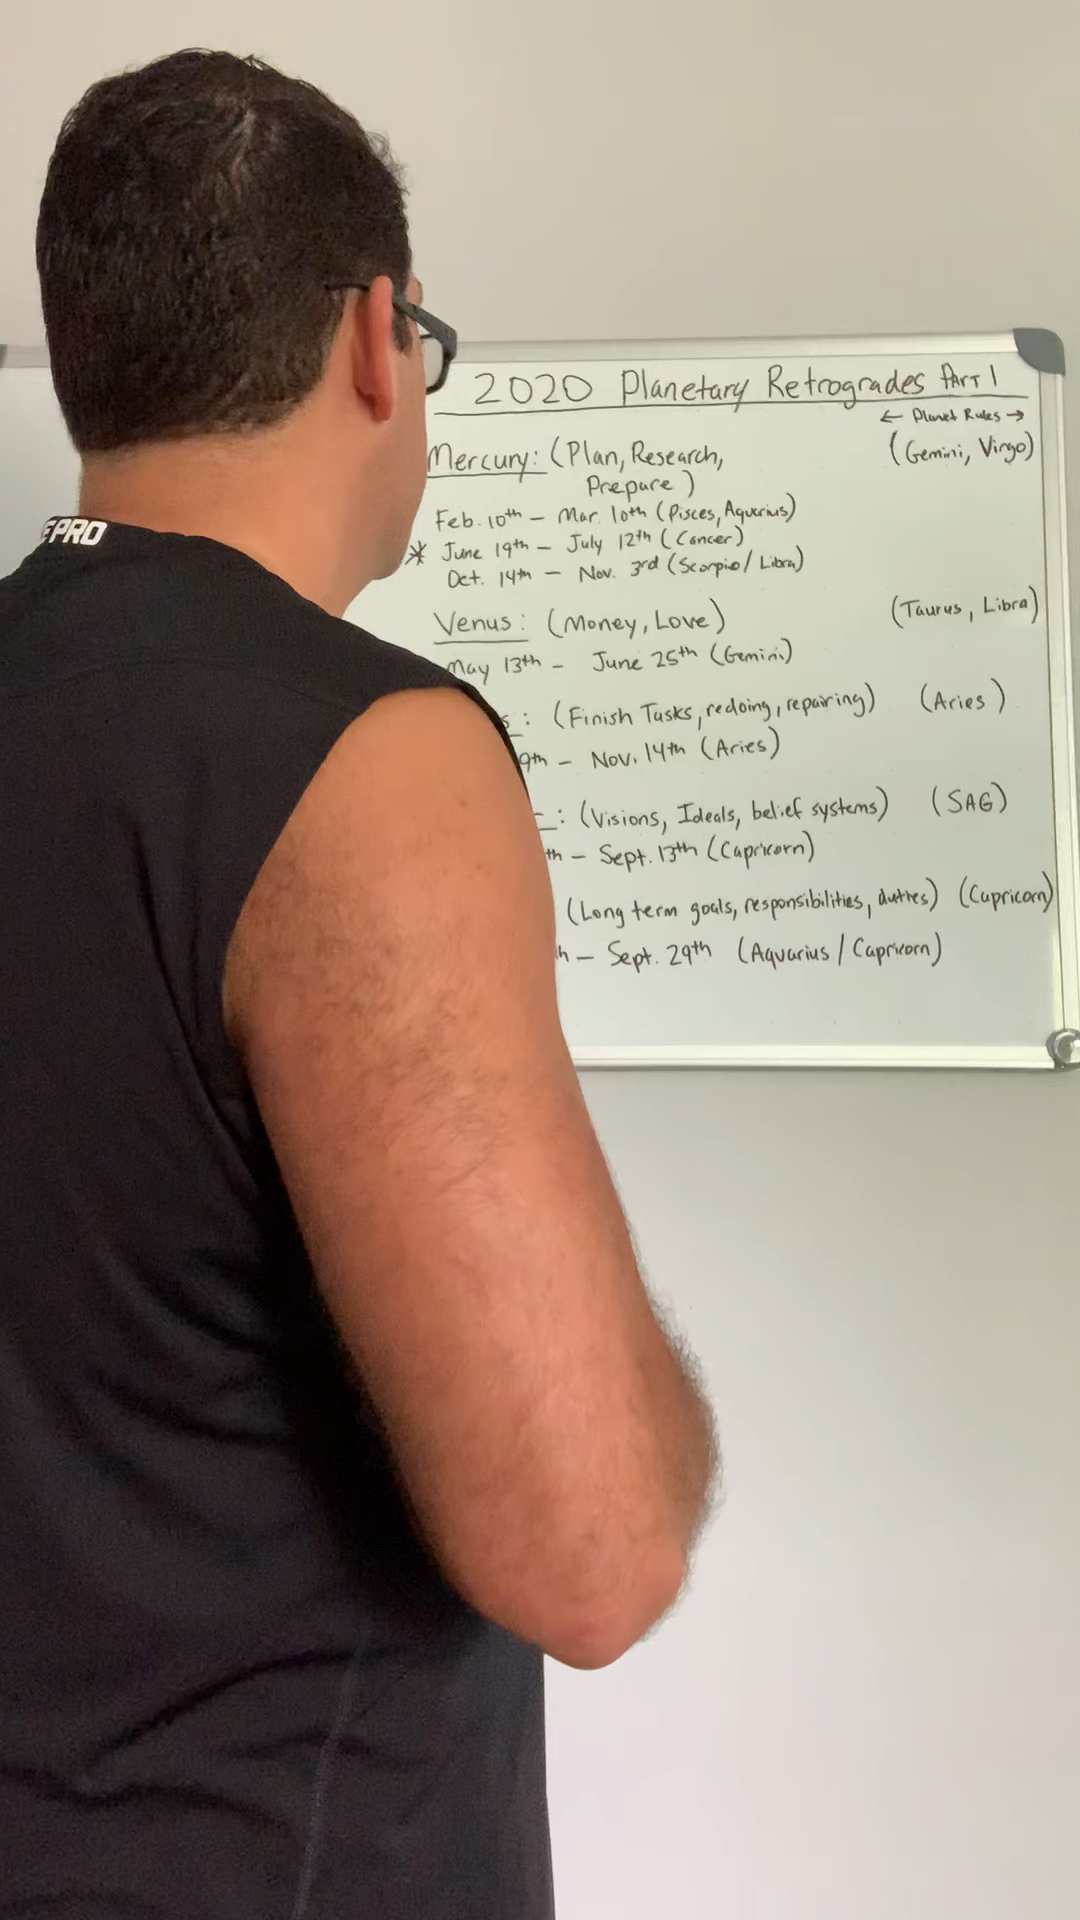 EPRO
2020 Planetary Retrogrades PART 1
← Planet Rules →
Mercury: (Plan, Research, (Gemini, Virgo)
Prepare)
Feb. 10th – Mar. 10th (Pisces, Aquarius)
* June 19th – July 12th (Cancer)
Oct. 14th – Nov. 3rd (Scorpio/Libra)
Venus: (Money, Love) (Taurus, Libra)
May 13th – June 25th (Gemini)
s: (Finish Tasks, redoing, repairing) (Aries)
9th – Nov. 14th (Aries)
: (Visions, Ideals, belief systems) (SAG)
th – Sept. 13th (Capricorn)
(Long term goals, responsibilities, duties) (Capricorn)
h – Sept. 29th (Aquarius/Capricorn)